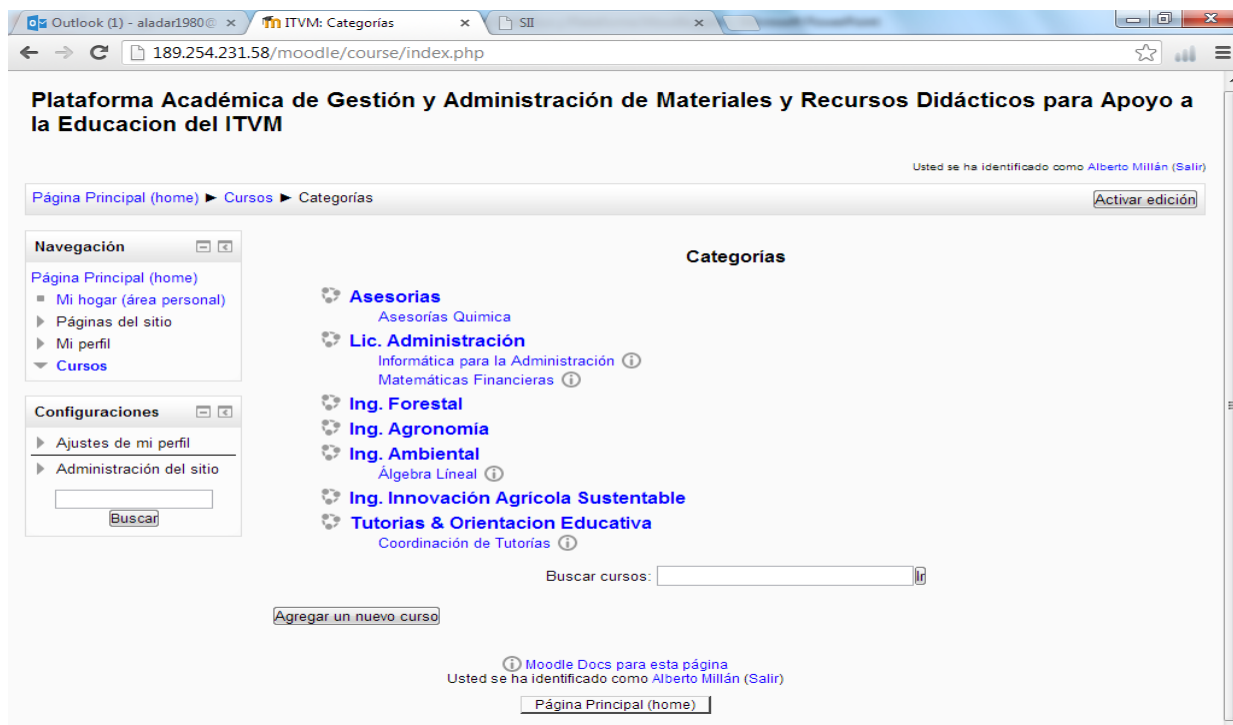 Outlook (1) - aladar1980@
ITVM: Categorías
SII
189.254.231.58/moodle/course/index.php
Plataforma Académica de Gestión y Administración de Materiales y Recursos Didácticos para Apoyo a
la Educacion del ITVM
Usted se ha identificado como Alberto Millán (Salir)
Página Principal (home) ► Cursos ► Categorías
Activar edición
Navegación
Página Principal (home)
Mi hogar (área personal)
Páginas del sitio
Mi perfil
Cursos
Configuraciones
Ajustes de mi perfil
Administración del sitio
Buscar
Categorías
Asesorias
Asesorías Quimica
Lic. Administración
Informática para la Administración
Matemáticas Financieras
Ing. Forestal
Ing. Agronomía
Ing. Ambiental
Álgebra Líneal
Ing. Innovación Agrícola Sustentable
Tutorias & Orientacion Educativa
Coordinación de Tutorías
Buscar cursos:
Ir
Agregar un nuevo curso
Moodle Docs para esta página
Usted se ha identificado como Alberto Millán (Salir)
Página Principal (home)